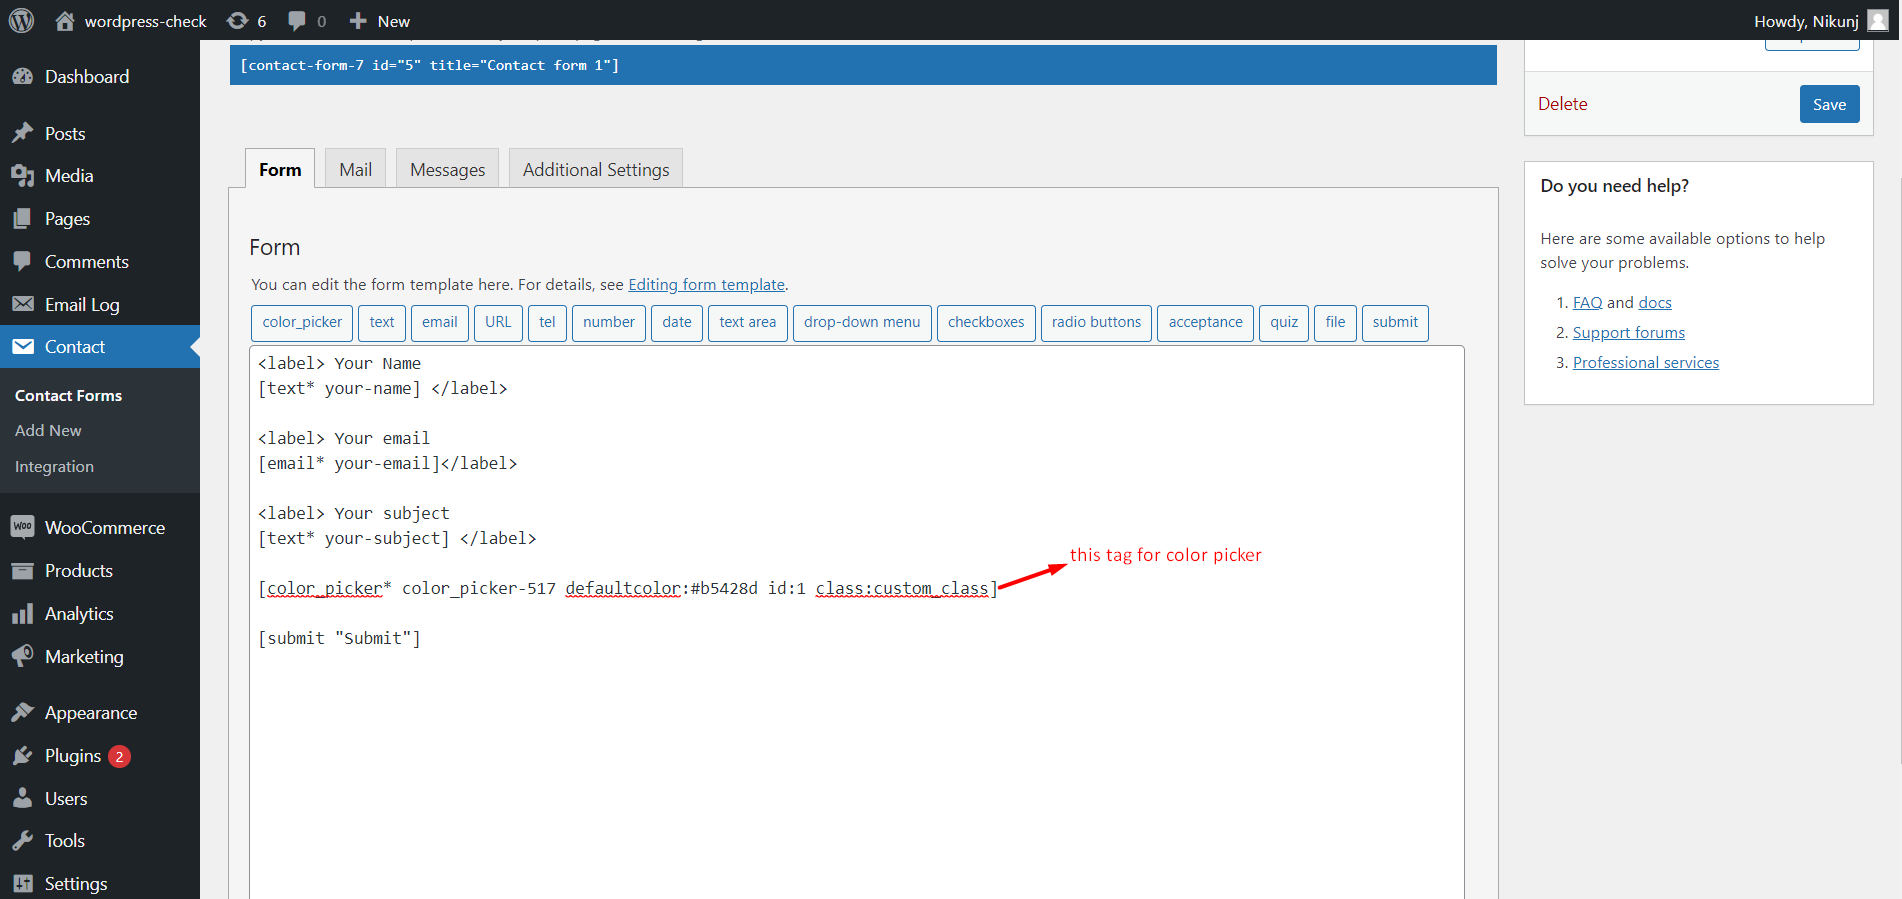 wordpress-check 6 0 New Howdy, Nikunj
[contact-form-7 id="5" title="Contact form 1"]
Dashboard
Posts
Media
Pages
Comments
Email Log
Contact
Contact Forms
Add New
Integration
WooCommerce
Products
Analytics
Marketing
Appearance
Plugins 2
Users
Tools
Settings
Form Mail Messages Additional Settings
Form
You can edit the form template here. For details, see Editing form template.
color_picker text email URL tel number date text area drop-down menu checkboxes radio buttons acceptance quiz file submit
<label> Your Name
[text* your-name] </label>
<label> Your email
[email* your-email]</label>
<label> Your subject
[text* your-subject] </label>
this tag for color picker
[color_picker* color_picker-517 defaultcolor:#b5428d id:1 class:custom_class]
[submit "Submit"]
Delete Save
Do you need help?
Here are some available options to help
solve your problems.
1. FAQ and docs
2. Support forums
3. Professional services